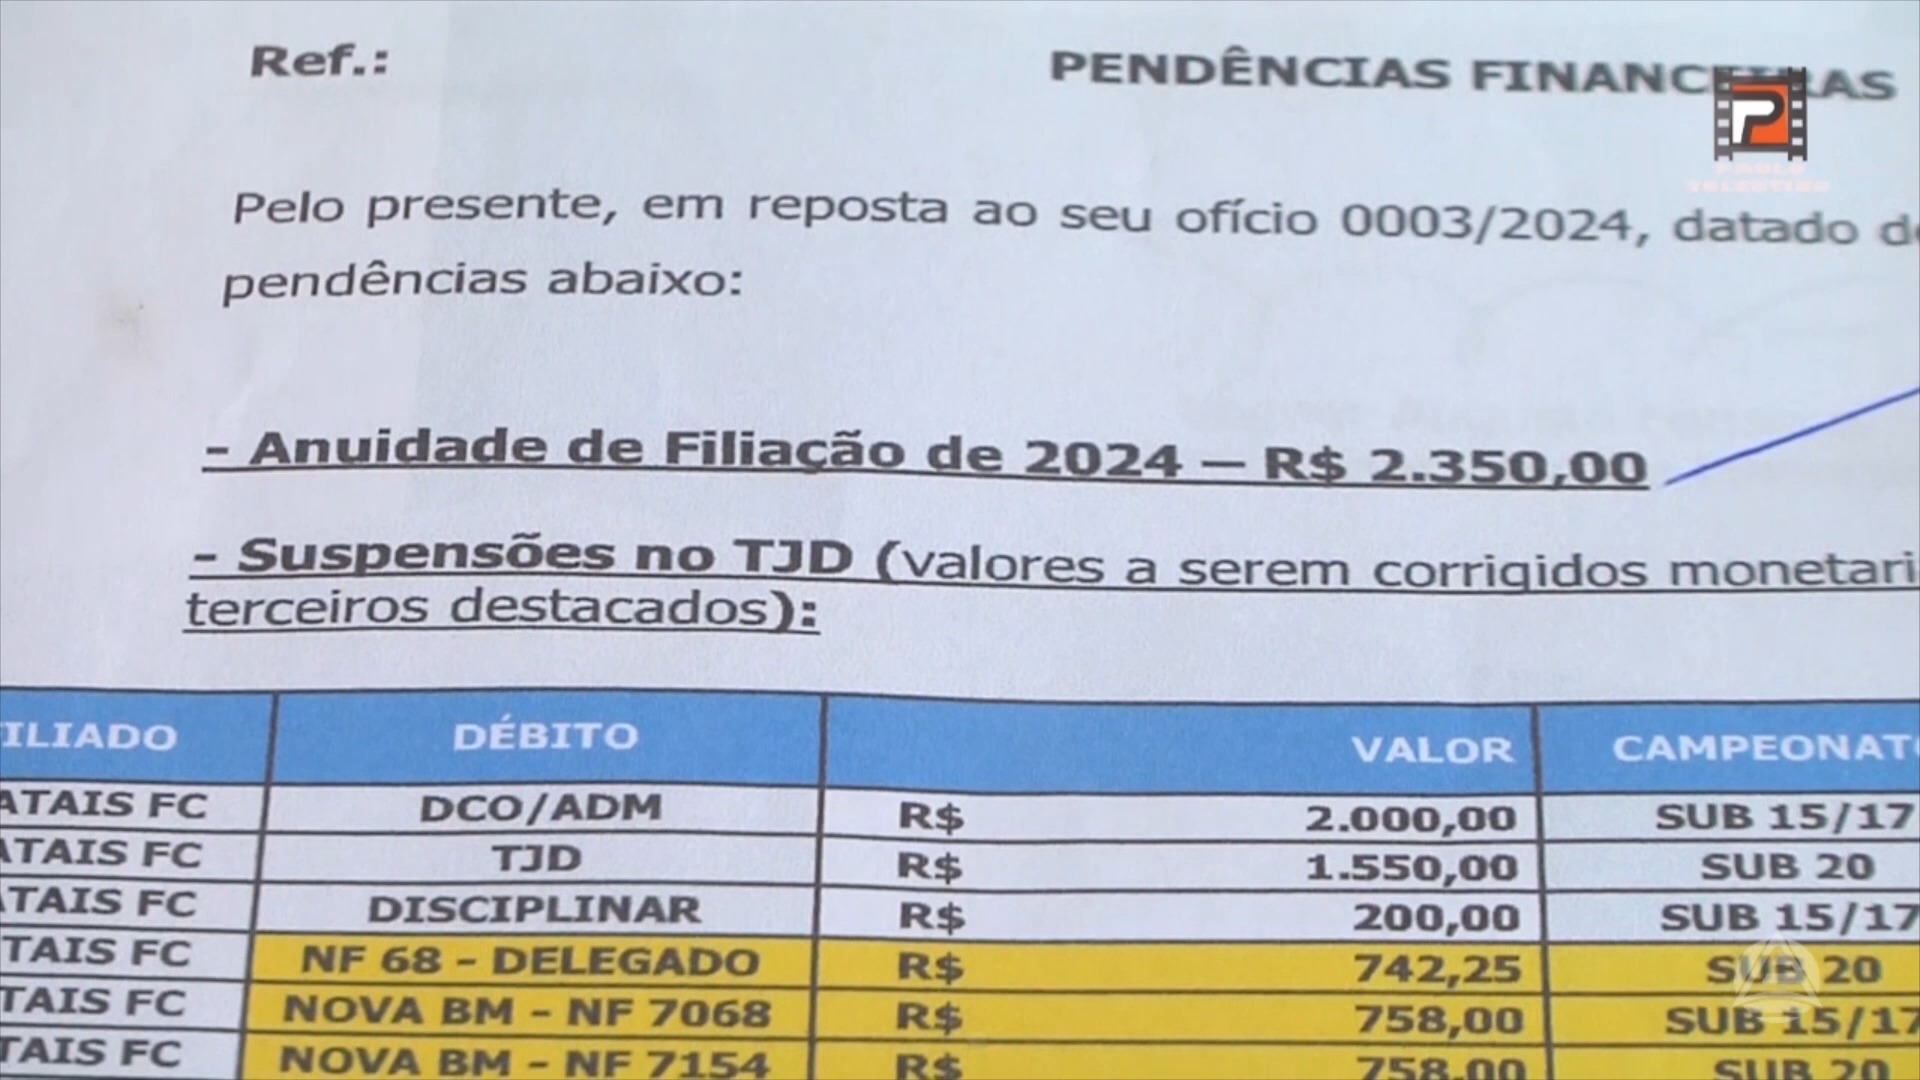 Ref.: PENDÊNCIAS FINANCEIRAS
Pelo presente, em reposta ao seu ofício 0003/2024, datado de
pendências abaixo:
- Anuidade de Filiação de 2024 – R$ 2.350,00
- Suspensões no TJD (valores a serem corrigidos monetari
terceiros destacados):
ILIADO DÉBITO VALOR CAMPEONATO
ATAIS FC DCO/ADM R$ 2.000,00 SUB 15/17
ATAIS FC TJD R$ 1.550,00 SUB 20
ATAIS FC DISCIPLINAR R$ 200,00 SUB 15/17
TAIS FC NF 68 - DELEGADO R$ 742,25 SUB 20
TAIS FC NOVA BM - NF 7068 R$ 758,00 SUB 15/17
TAIS FC NOVA BM - NF 7154 R$ 758,00 SUB 20